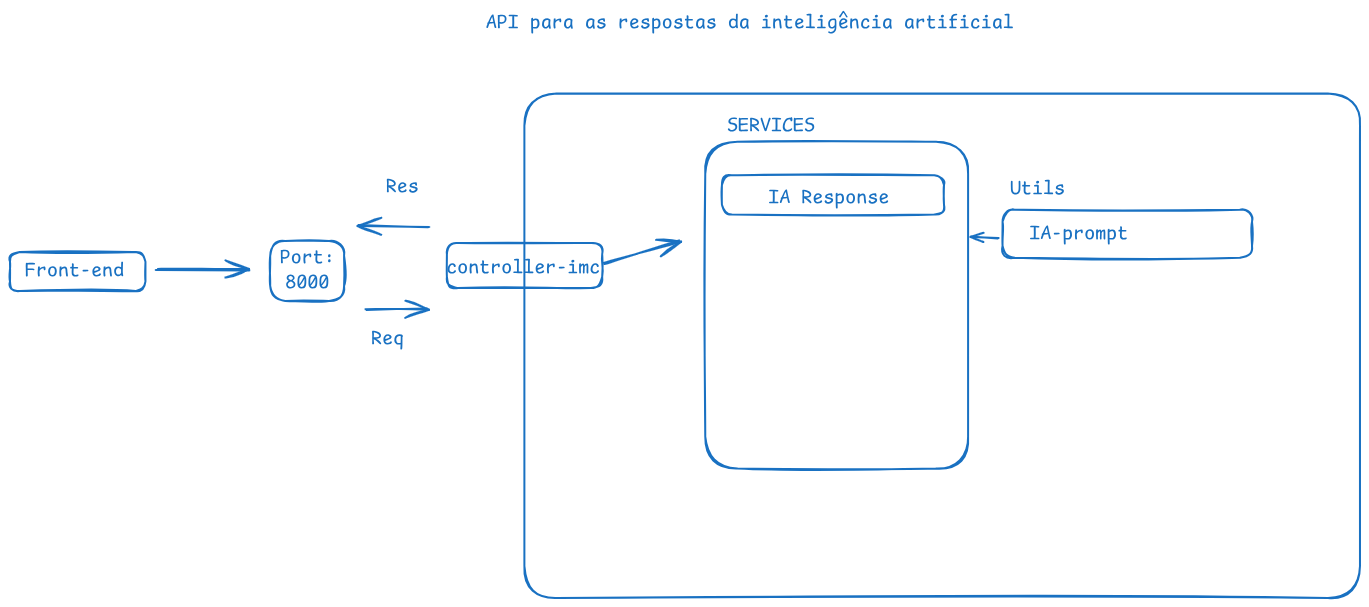 API para as respostas da inteligência artificial
SERVICES
Res
IA Response
Utils
IA-prompt
Front-end
Port:
8000
controller-imc
Req